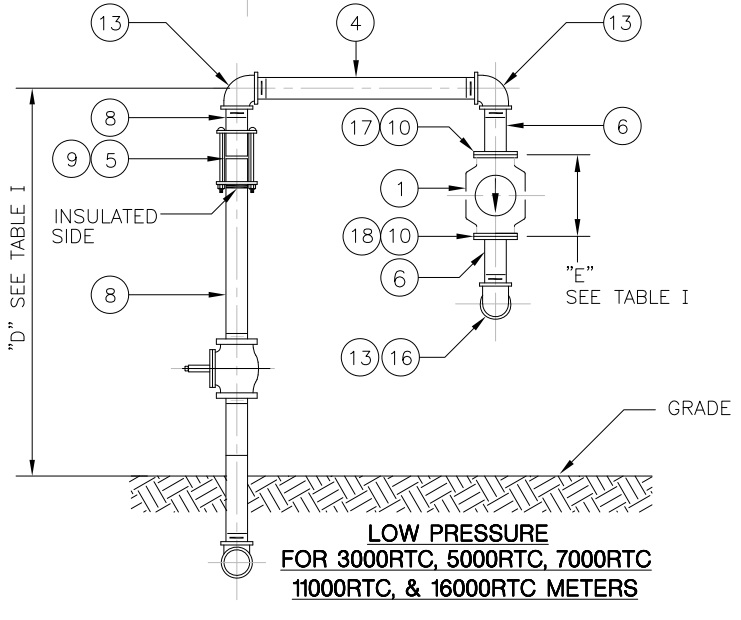 13
4
13
8
17 10
6
9 5
1
INSULATED
SIDE
18 10
6
"E"
SEE TABLE I
8
"D" SEE TABLE I
13 16
GRADE
LOW PRESSURE
FOR 3000RTC, 5000RTC, 7000RTC
11000RTC, & 16000RTC METERS